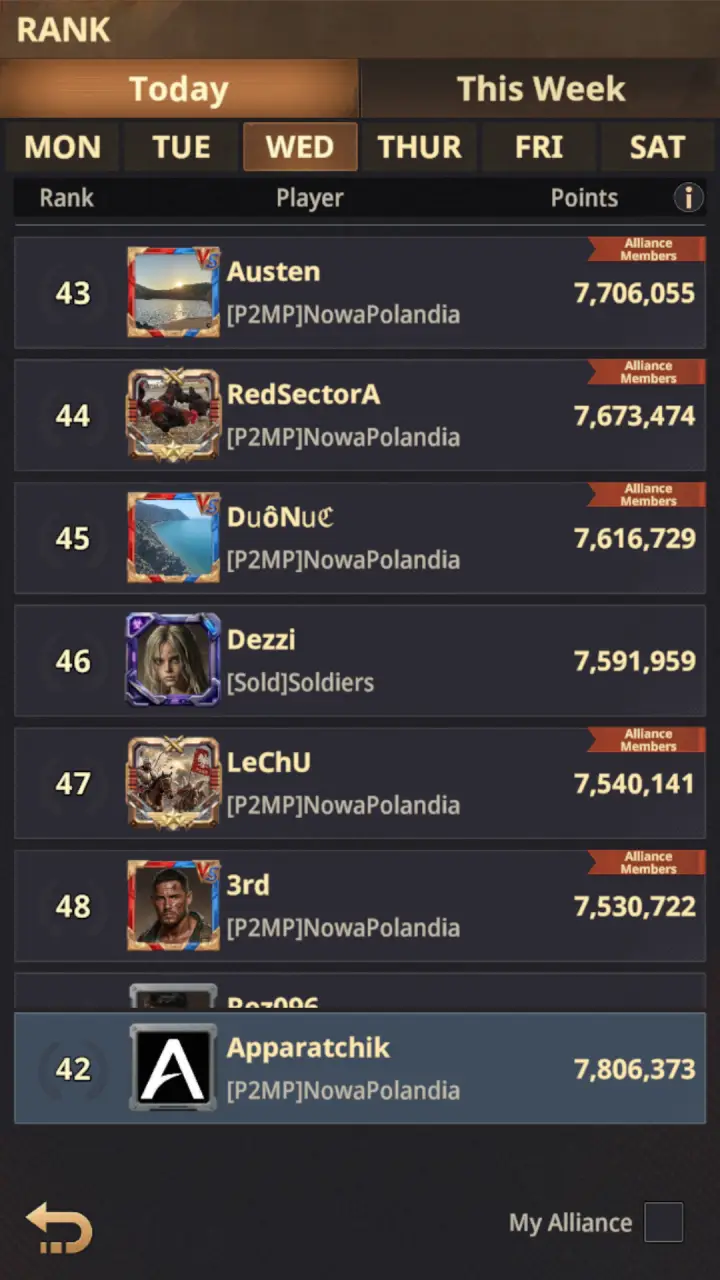 RANK
Today
This Week
MON TUE WED THUR FRI SAT
Rank Player Points i
Alliance
Members
43 Austen 7,706,055
[P2MP]NowaPolandia
Alliance
Members
44 RedSectorA 7,673,474
[P2MP]NowaPolandia
Alliance
Members
45 DuôNuℭ 7,616,729
[P2MP]NowaPolandia
46 Dezzi 7,591,959
[Sold]Soldiers
Alliance
Members
47 LeChU 7,540,141
[P2MP]NowaPolandia
Alliance
Members
48 3rd 7,530,722
[P2MP]NowaPolandia
42 Apparatchik 7,806,373
[P2MP]NowaPolandia
My Alliance